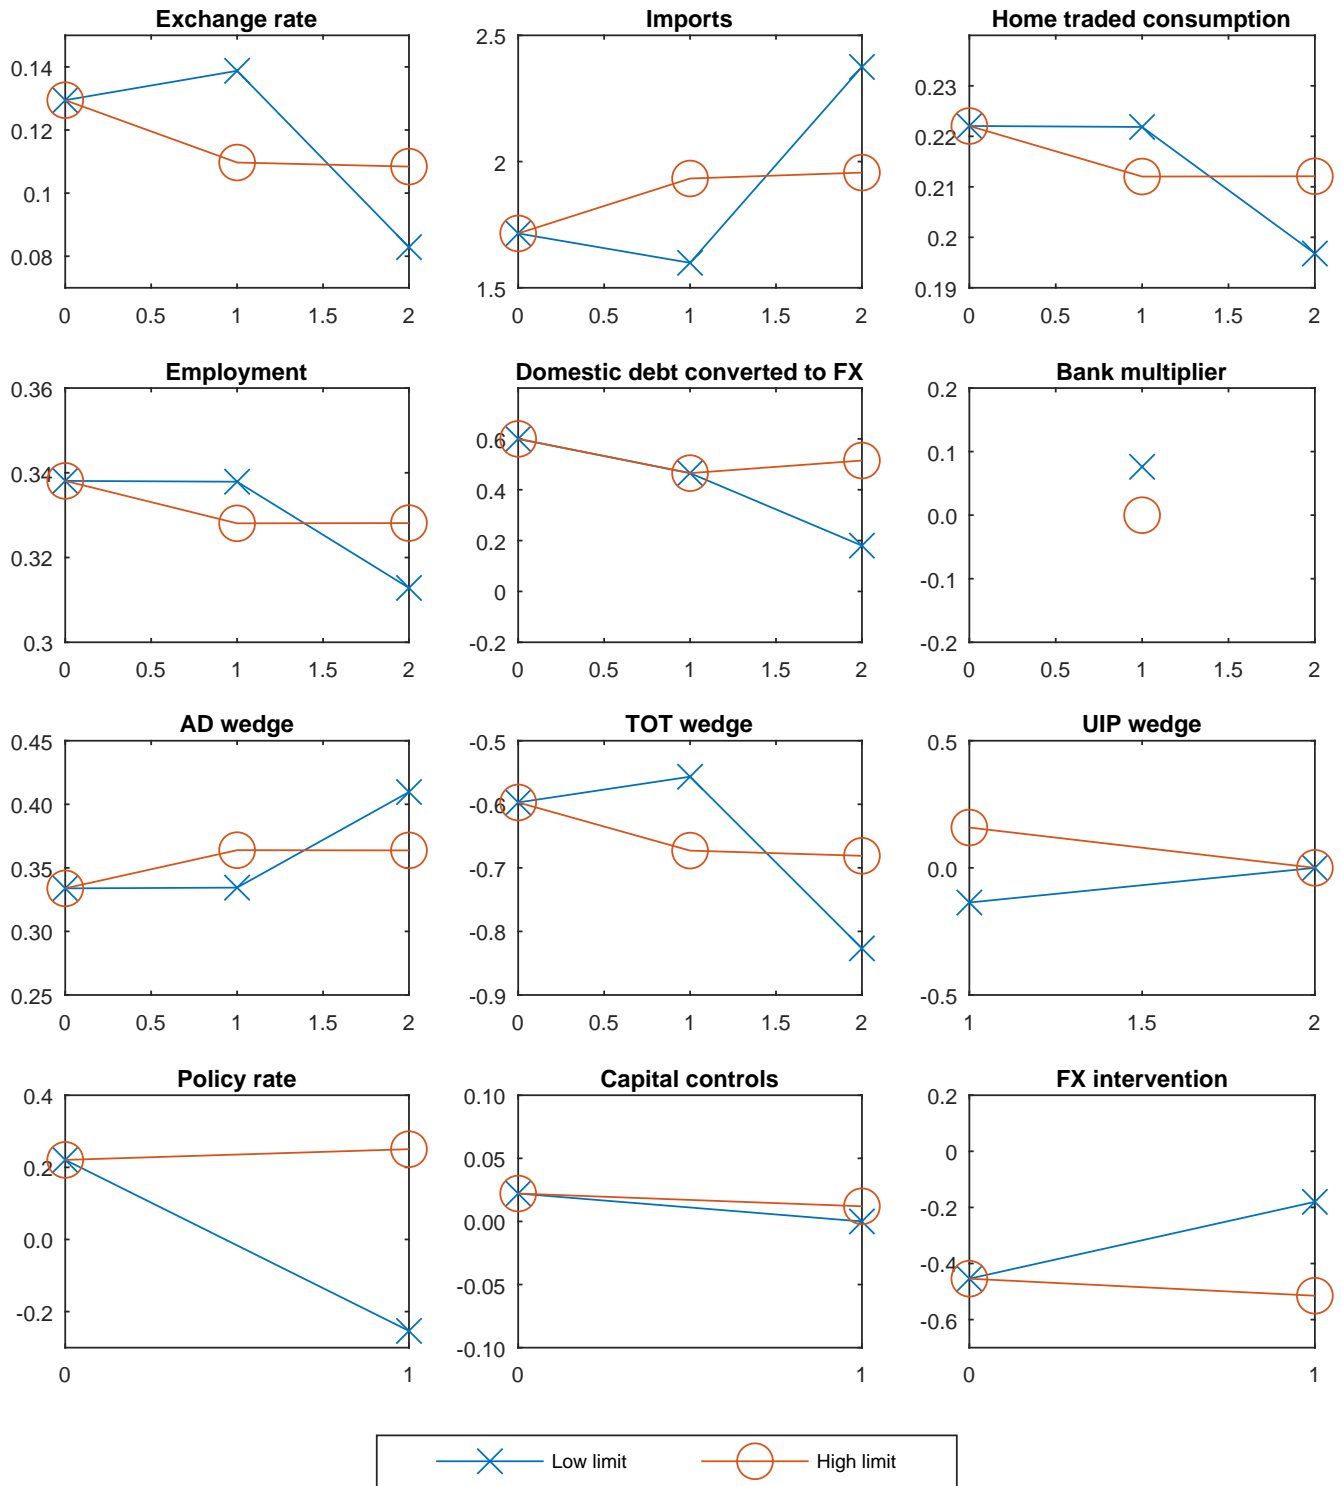 Exchange rate Imports Home traded consumption
0.14 0.12 0.1 0.08
0 0.5 1 1.5 2
2.5 2 1.5
0 0.5 1 1.5 2
0.23 0.22 0.21 0.2 0.19
0 0.5 1 1.5 2
Employment Domestic debt converted to FX Bank multiplier
0.36 0.34 0.32 0.3
0 0.5 1 1.5 2
0.6 0.4 0.2 0 -0.2
0 0.5 1 1.5 2
0.2 0.1 0.0 -0.1 -0.2
0 0.5 1 1.5 2
AD wedge TOT wedge UIP wedge
0.45 0.40 0.35 0.30 0.25
0 0.5 1 1.5 2
-0.5 -0.6 -0.7 -0.8 -0.9
0 0.5 1 1.5 2
0.5 0.0 -0.5
1 1.5 2
Policy rate Capital controls FX intervention
0.4 0.2 0.0 -0.2
0 1
0.10 0.05 0.00 -0.05 -0.10
0 1
0.2 0 -0.2 -0.4 -0.6
0 1
Low limit High limit